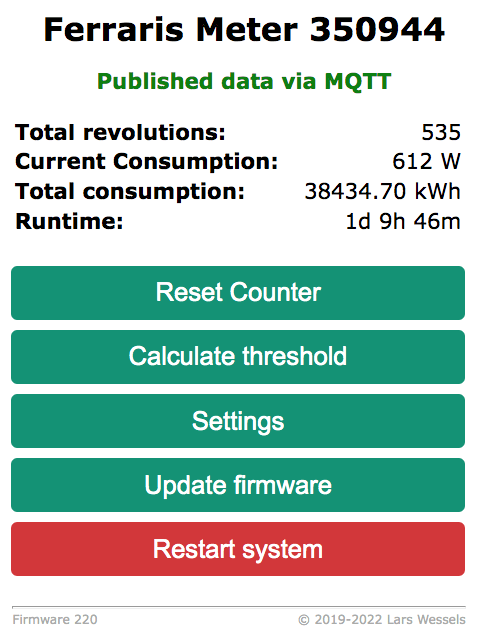 Ferraris Meter 350944
Published data via MQTT
Total revolutions: 535
Current Consumption: 612 W
Total consumption: 38434.70 kWh
Runtime: 1d 9h 46m
Reset Counter
Calculate threshold
Settings
Update firmware
Restart system
Firmware 220 © 2019-2022 Lars Wessels